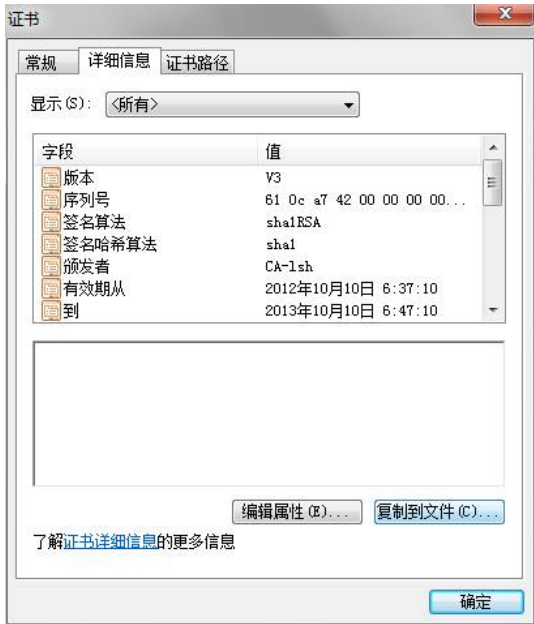 证书
常规 详细信息 证书路径
显示(S): <所有>
字段 值
版本 V3
序列号 61 0c a7 42 00 00 00 00...
签名算法 sha1RSA
签名哈希算法 sha1
颁发者 CA-lsh
有效期从 2012年10月10日 6:37:10
到 2013年10月10日 6:47:10
编辑属性(E)... 复制到文件(C)...
了解证书详细信息的更多信息
确定